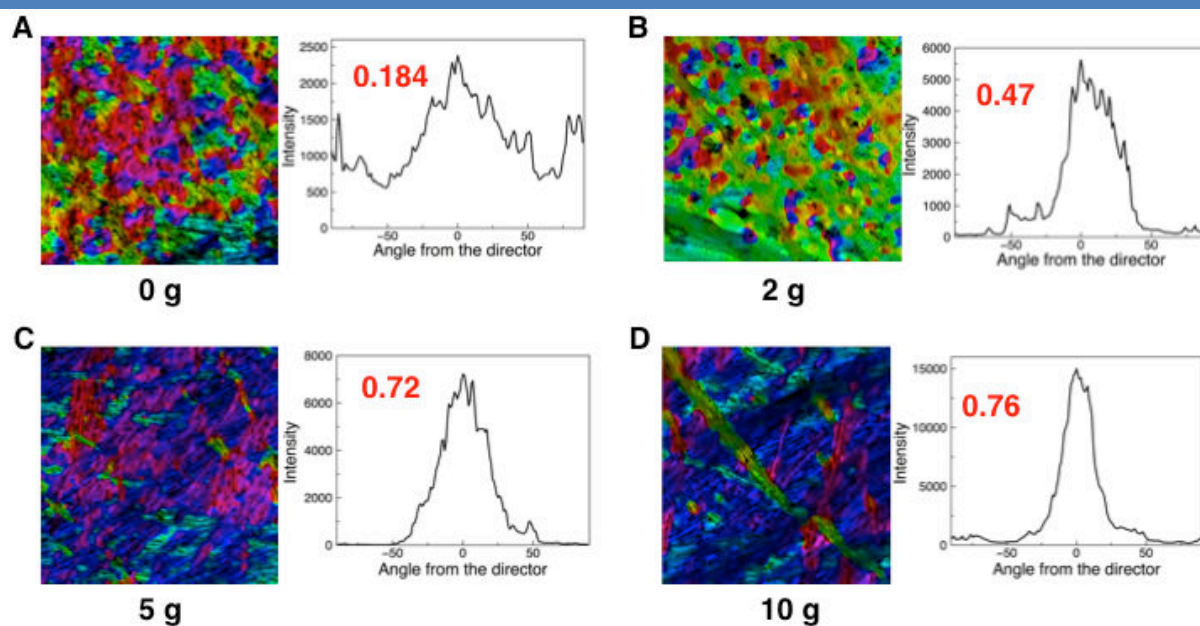 A
B
0.184
0.47
2500
2000
1500
1000
500
0
Intensity
−50
0
50
Angle from the director
6000
5000
4000
3000
2000
1000
0
Intensity
−50
0
50
Angle from the director
0 g
2 g
C
D
0.72
0.76
8000
6000
4000
2000
0
Intensity
−50
0
50
Angle from the director
15000
10000
5000
0
Intensity
−50
0
50
Angle from the director
5 g
10 g